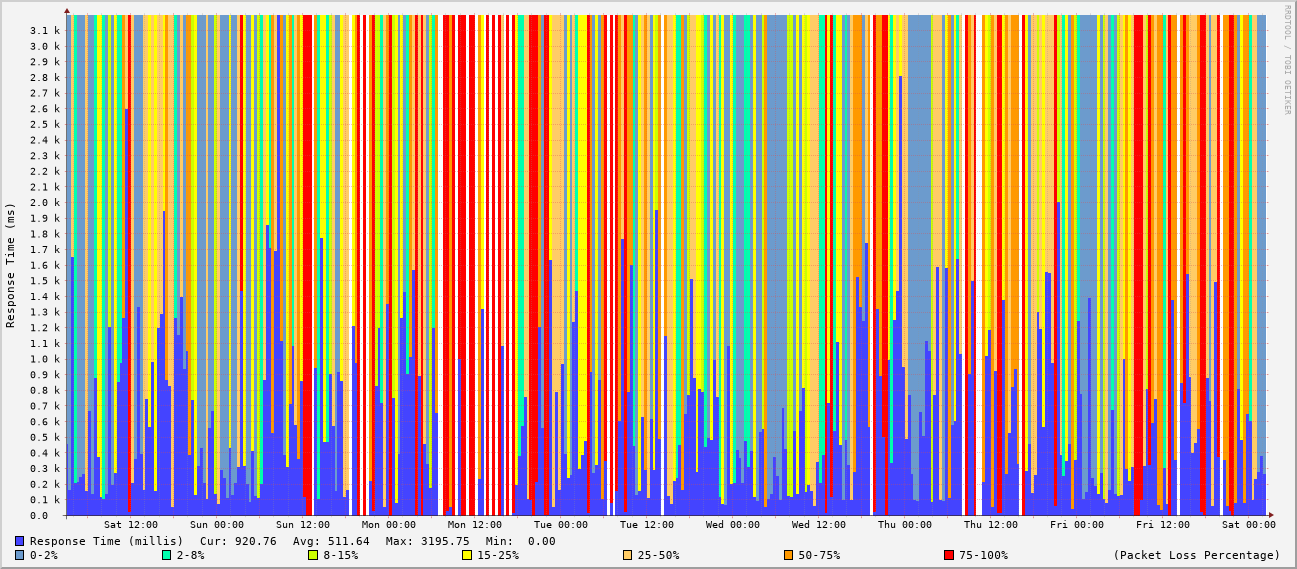 3.1 k
3.0 k
2.9 k
2.8 k
2.7 k
2.6 k
2.5 k
2.4 k
2.3 k
2.2 k
2.1 k
2.0 k
1.9 k
1.8 k
1.7 k
1.6 k
1.5 k
1.4 k
1.3 k
1.2 k
1.1 k
1.0 k
0.9 k
0.8 k
0.7 k
0.6 k
0.5 k
0.4 k
0.3 k
0.2 k
0.1 k
0.0
Response Time (ms)
RRDTOOL / TOBI OETIKER
Sat 12:00 Sun 00:00 Sun 12:00 Mon 00:00 Mon 12:00 Tue 00:00 Tue 12:00 Wed 00:00 Wed 12:00 Thu 00:00 Thu 12:00 Fri 00:00 Fri 12:00 Sat 00:00
Response Time (millis) Cur: 920.76 Avg: 511.64 Max: 3195.75 Min: 0.00
0-2% 2-8% 8-15% 15-25% 25-50% 50-75% 75-100% (Packet Loss Percentage)